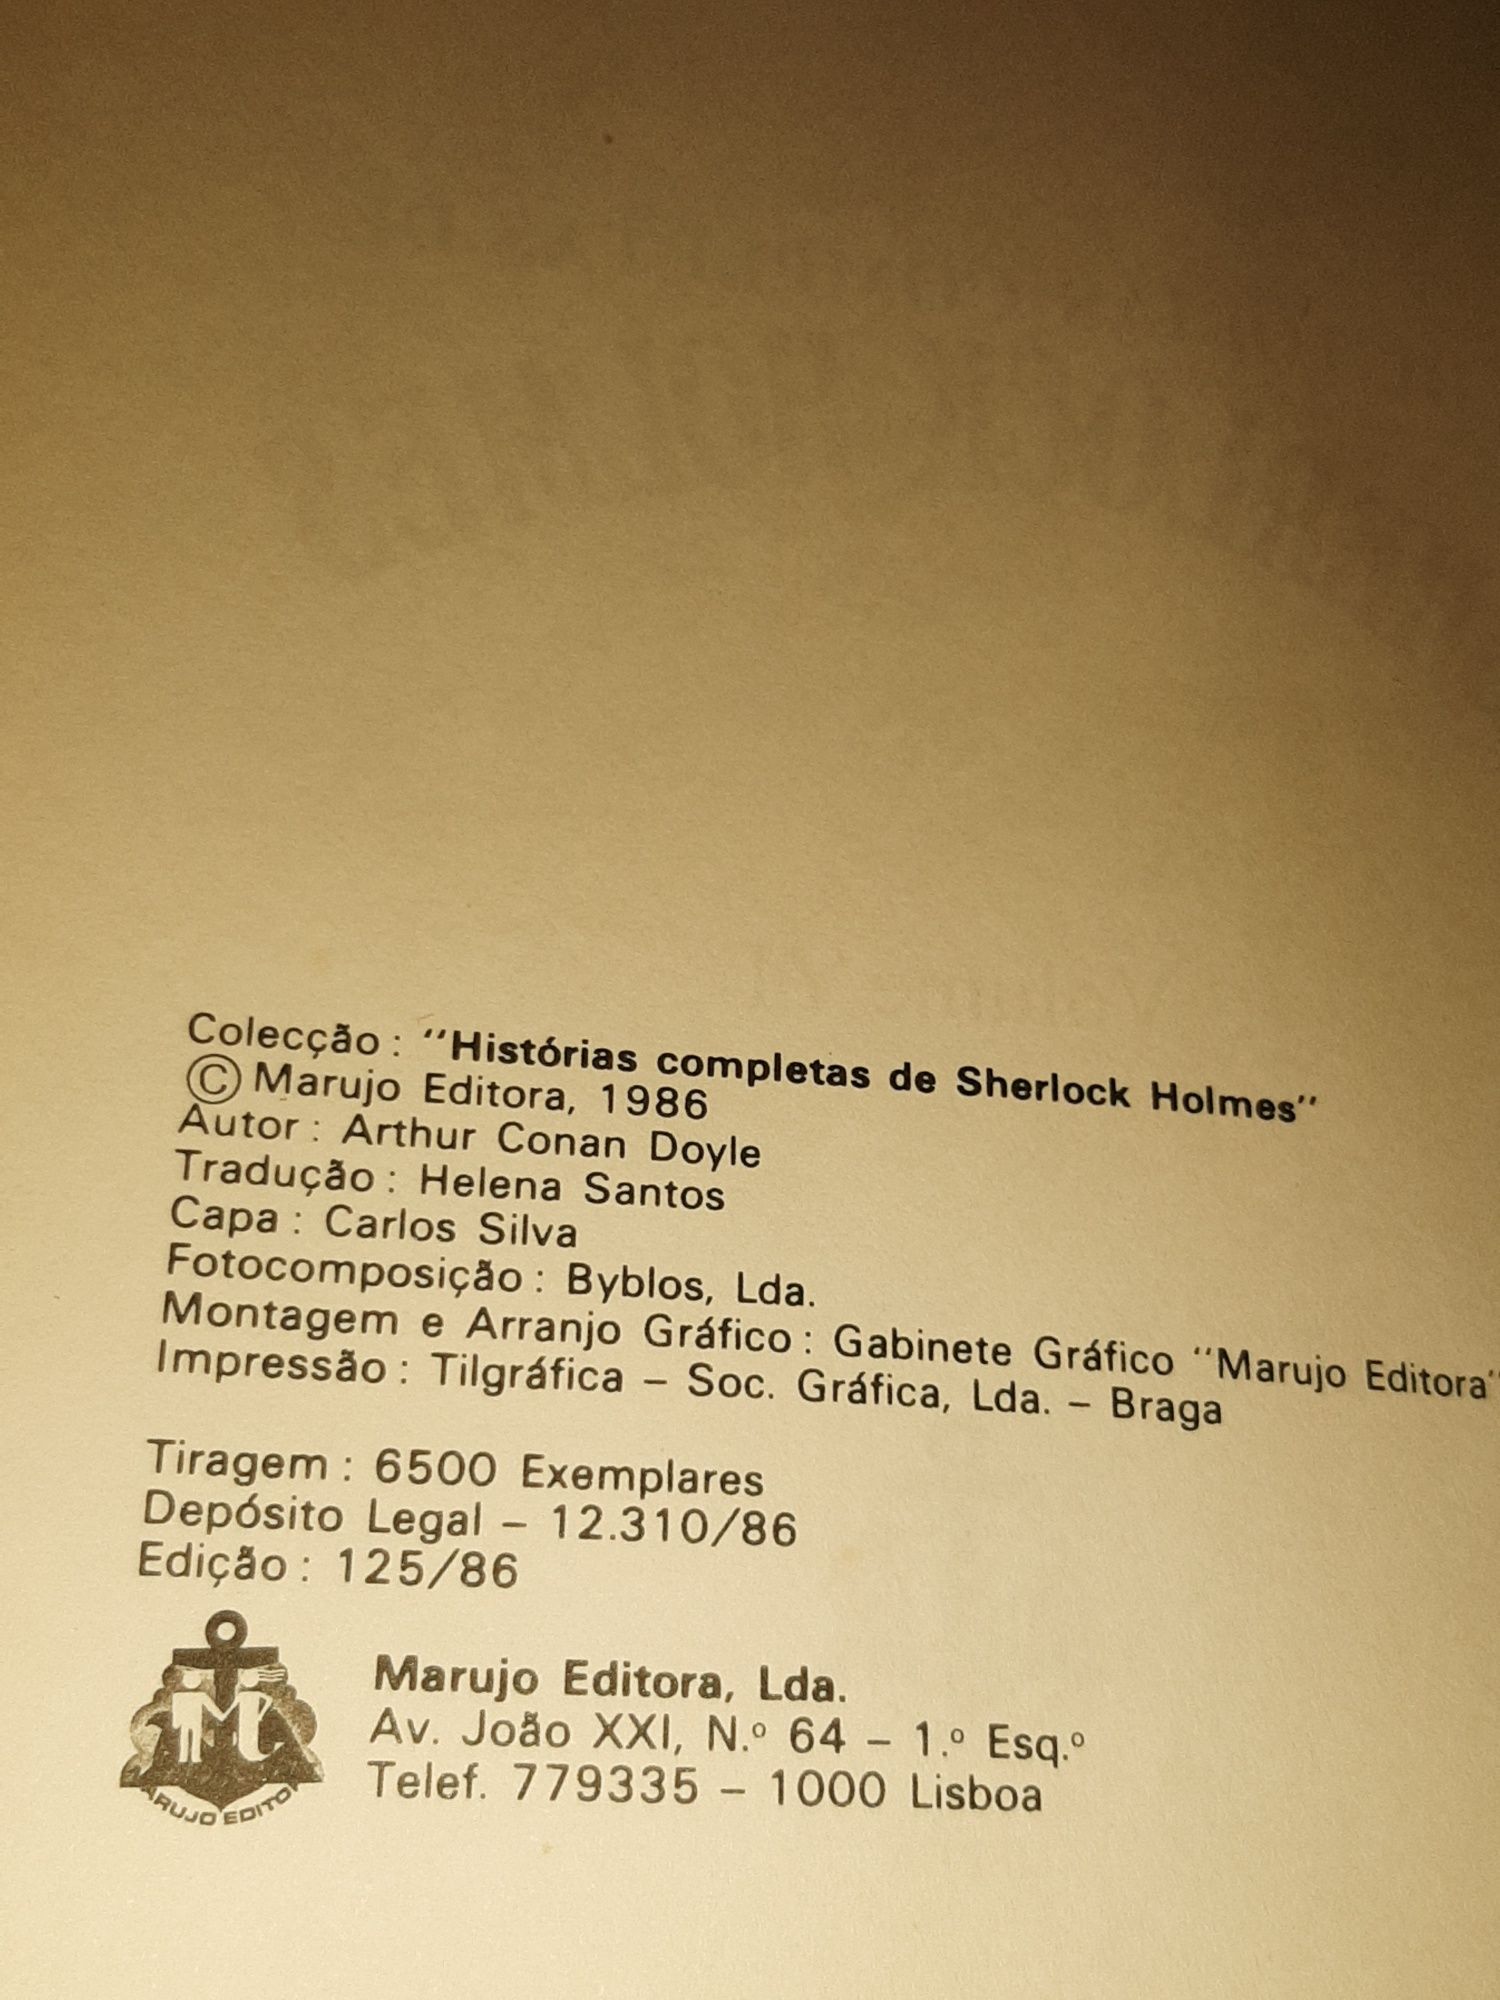 Colecção : "Histórias completas de Sherlock Holmes"
© Marujo Editora, 1986
Autor : Arthur Conan Doyle
Tradução : Helena Santos
Capa : Carlos Silva
Fotocomposição : Byblos, Lda.
Montagem e Arranjo Gráfico : Gabinete Gráfico "Marujo Editora"
Impressão : Tilgráfica – Soc. Gráfica, Lda. – Braga
Tiragem : 6500 Exemplares
Depósito Legal – 12.310/86
Edição : 125/86
Marujo Editora, Lda.
Av. João XXI, N.º 64 – 1.º Esq.º
Telef. 779335 – 1000 Lisboa